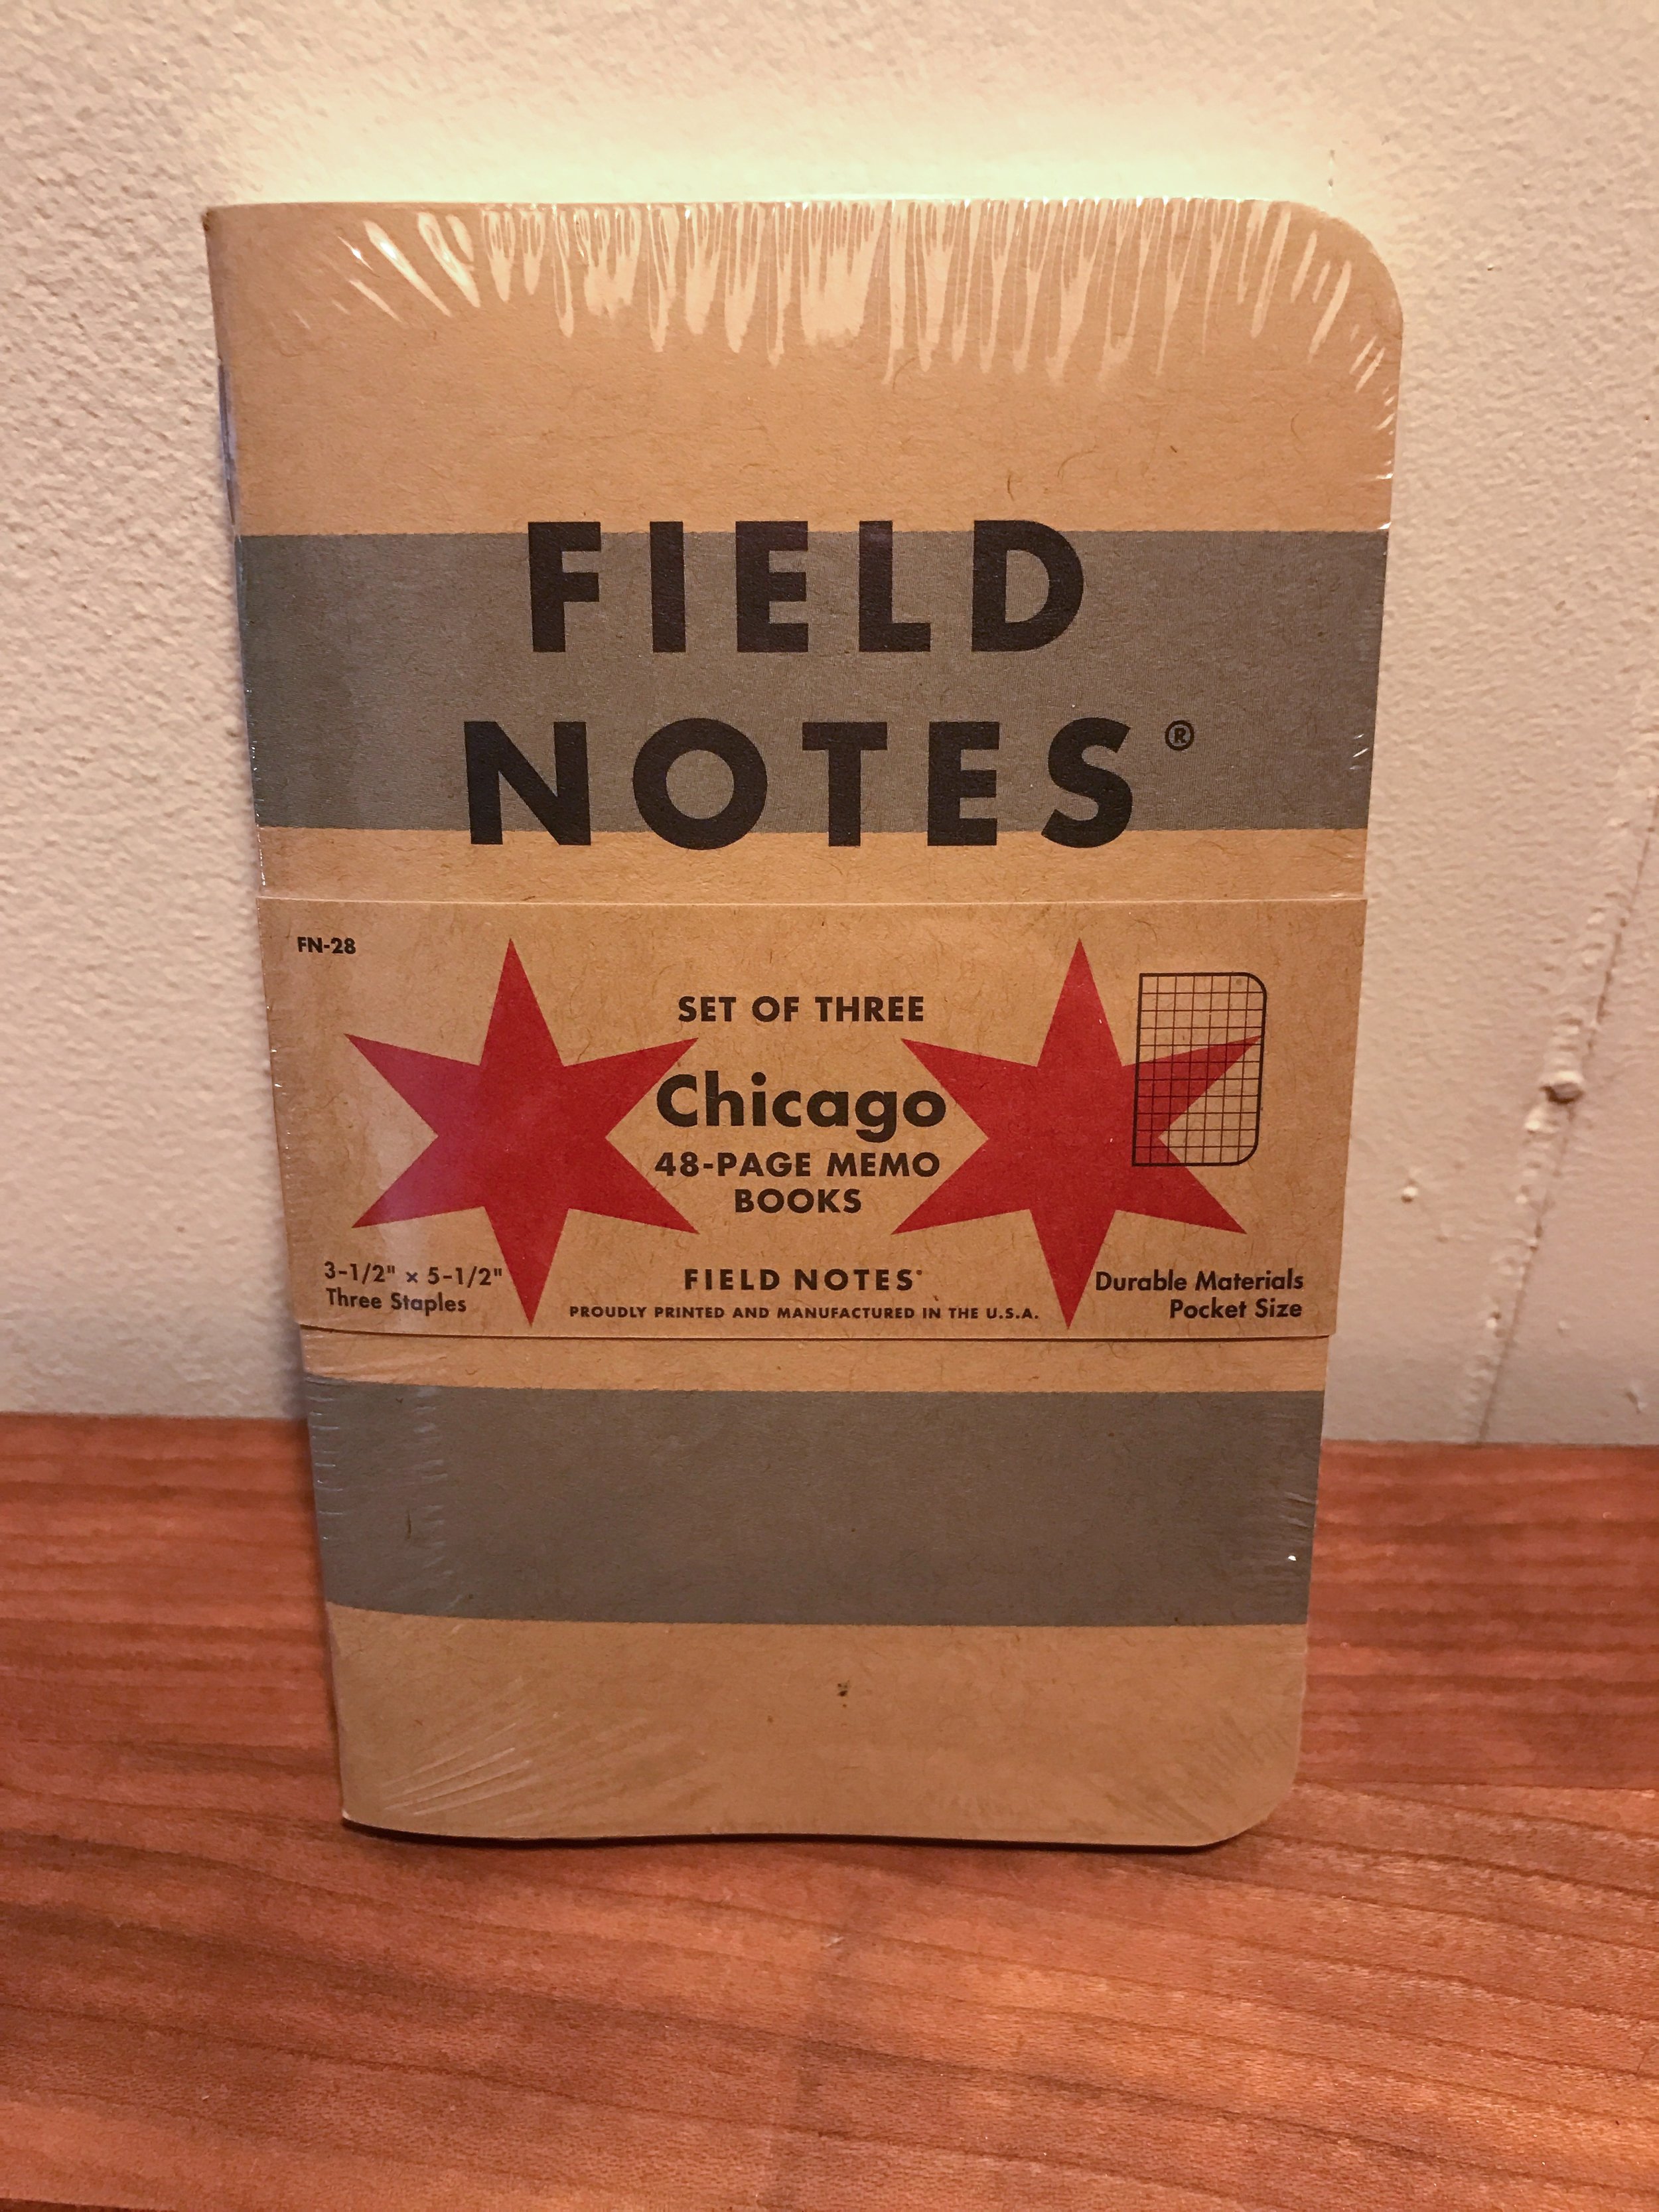 FIELD
NOTES®
FN-28
SET OF THREE
Chicago
48-PAGE MEMO
BOOKS
3-1/2" × 5-1/2"
Three Staples
FIELD NOTES®
PROUDLY PRINTED AND MANUFACTURED IN THE U.S.A.
Durable Materials
Pocket Size